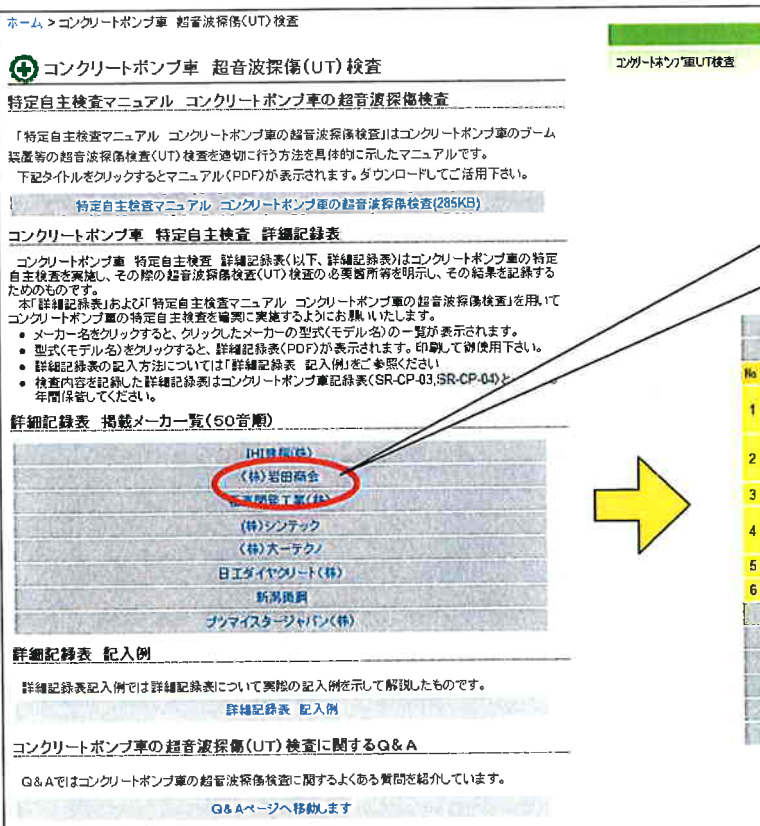 ホーム > コンクリートポンプ車 超音波探傷(UT)検査
コンクリートポンプ車 超音波探傷(UT)検査
コンクリートポンプ車UT検査
特定自主検査マニュアル コンクリートポンプ車の超音波探傷検査
「特定自主検査マニュアル コンクリートポンプ車の超音波探傷検査」はコンクリートポンプ車のブーム
装置等の超音波探傷検査(UT)検査を適切に行う方法を具体的に示したマニュアルです。
下記タイトルをクリックするとマニュアル(PDF)が表示されます。ダウンロードしてご活用下さい。
特定自主検査マニュアル コンクリートポンプ車の超音波探傷検査(285KB)
コンクリートポンプ車 特定自主検査 詳細記録表
コンクリートポンプ車 特定自主検査 詳細記録表(以下、詳細記録表)はコンクリートポンプ車の特定
自主検査を実施し、その際の超音波探傷検査(UT)検査の必要箇所等を明示し、その結果を記録する
ためのものです。
本「詳細記録表」および「特定自主検査マニュアル コンクリートポンプ車の超音波探傷検査」を用いて
コンクリートポンプ車の特定自主検査を確実に実施するようにお願いいたします。
● メーカー名をクリックすると、クリックしたメーカーの型式(モデル名)の一覧が表示されます。
● 型式(モデル名)をクリックすると、詳細記録表(PDF)が表示されます。印刷して御使用下さい。
● 詳細記録表の記入方法については「詳細記録表 記入例」をご参照ください
● 検査内容を記録した詳細記録表はコンクリートポンプ車記録表(SR-CP-03,SR-CP-04)と
年間保管してください。
詳細記録表 掲載メーカー一覧(50音順)
IHI建機(株)
(株)岩田商会
(株)シンテック
(株)大一テクノ
日工ダイヤクリート(株)
新潟鐵鋼
プツマイスタージャパン(株)
No
1
2
3
4
5
6
詳細記録表 記入例
詳細記録表記入例では詳細記録表について実際の記入例を示して解説したものです。
詳細記録表 記入例
コンクリートポンプ車の超音波探傷(UT)検査に関するQ&A
Q&Aではコンクリートポンプ車の超音波探傷検査に関するよくある質問を紹介しています。
Q&Aページへ移動します